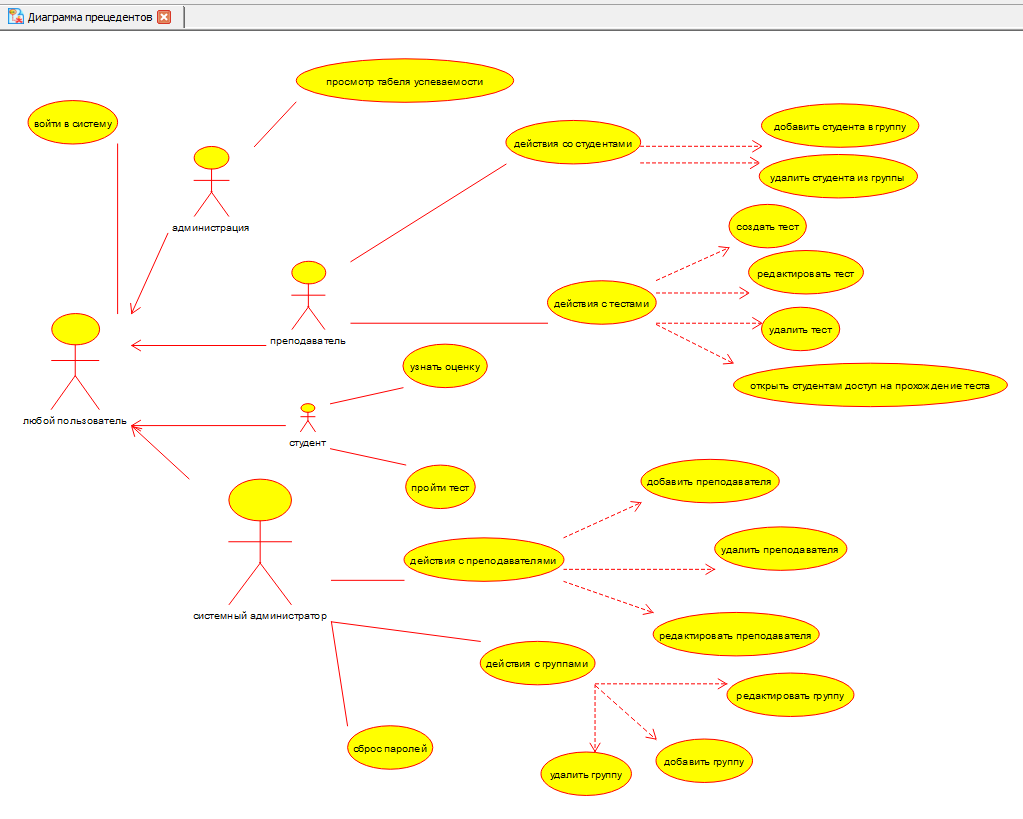 Диаграмма прецедентов
просмотр табеля успеваемости
войти в систему
добавить студента в группу
действия со студентами
удалить студента из группы
администрация
создать тест
редактировать тест
действия с тестами
удалить тест
преподаватель
узнать оценку
открыть студентам доступ на прохождение теста
любой пользователь
студент
пройти тест
добавить преподавателя
удалить преподавателя
действия с преподавателями
системный администратор
редактировать преподавателя
действия с группами
редактировать группу
сброс паролей
добавить группу
удалить группу